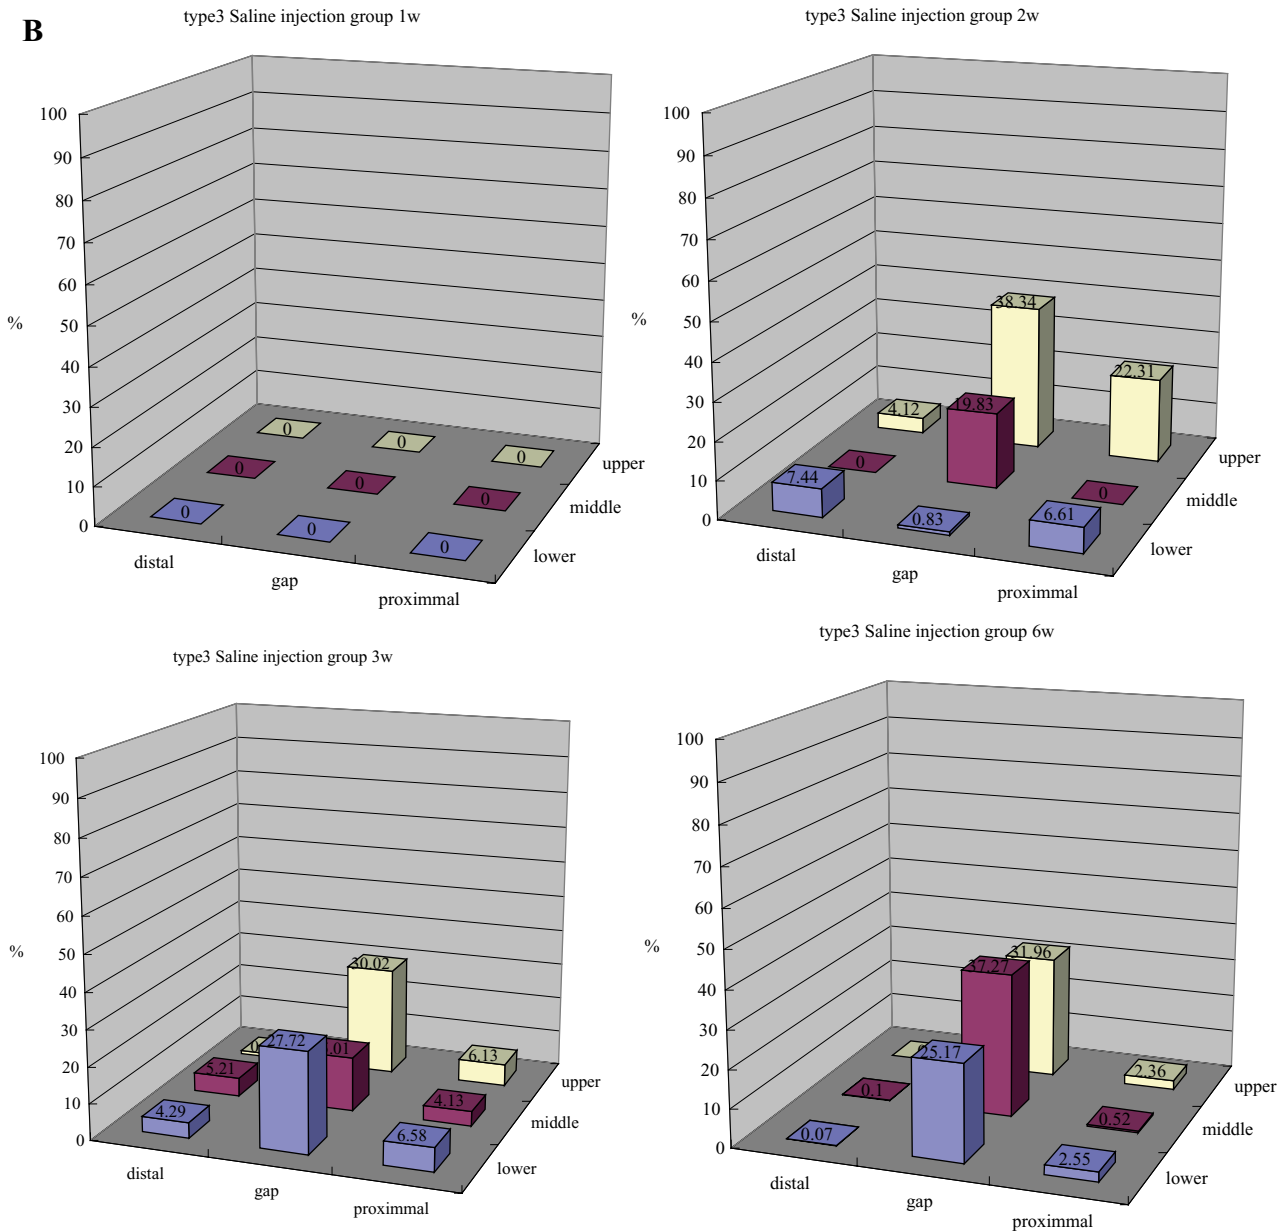 B
type3 Saline injection group 1w
100
90
80
70
60
50
40
30
20
10
0
%
0 0 0
0 0 0
0 0 0
distal
gap
proximmal
lower
middle
upper
type3 Saline injection group 2w
100
90
80
70
60
50
40
30
20
10
0
%
4.12 38.34 22.31
0 19.83 0
7.44 0.83 6.61
distal
gap
proximmal
lower
middle
upper
type3 Saline injection group 3w
100
90
80
70
60
50
40
30
20
10
0
%
30.02 6.13
5.21 4.13
4.29 27.72 6.58
distal
gap
proximmal
lower
middle
upper
type3 Saline injection group 6w
100
90
80
70
60
50
40
30
20
10
0
%
31.96 2.36
0.1 37.27 0.52
0.07 25.17 2.55
distal
gap
proximmal
lower
middle
upper